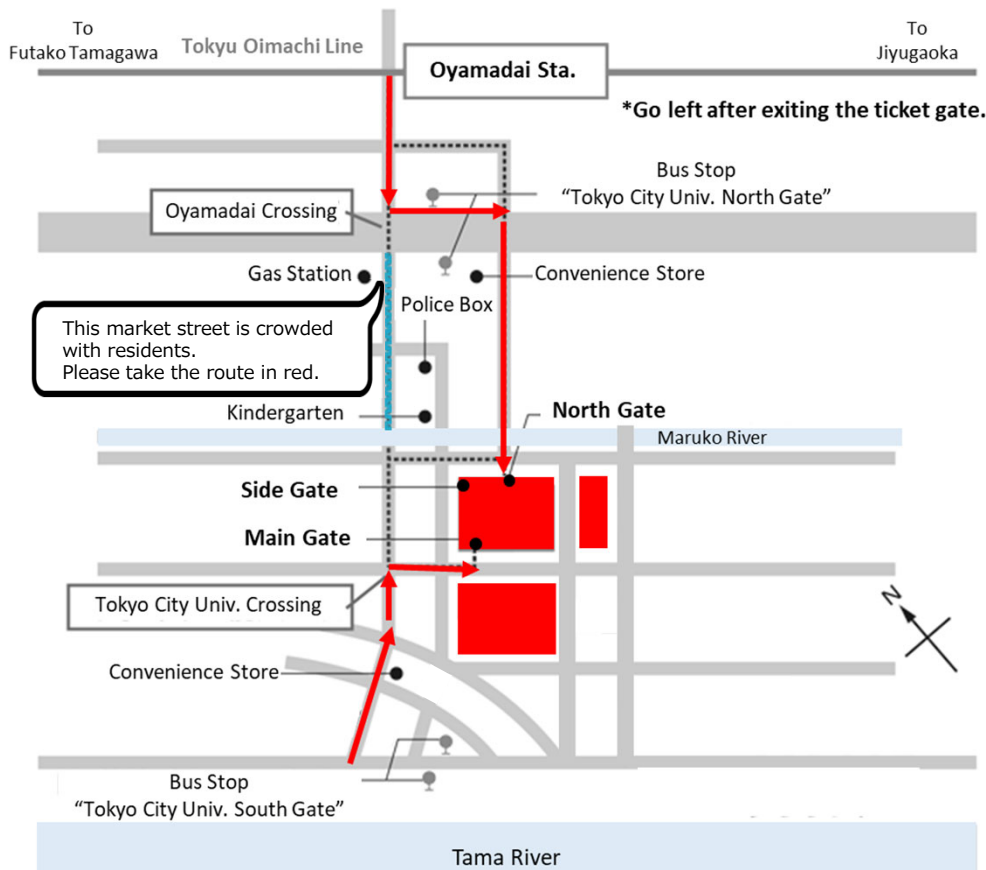 To
Futako Tamagawa
Tokyu Oimachi Line
Oyamadai Sta.
To
Jiyugaoka
*Go left after exiting the ticket gate.
Bus Stop
“Tokyo City Univ. North Gate”
Oyamadai Crossing
Gas Station
Convenience Store
Police Box
This market street is crowded
with residents.
Please take the route in red.
Kindergarten
North Gate
Maruko River
Side Gate
Main Gate
Tokyo City Univ. Crossing
N
Convenience Store
Bus Stop
“Tokyo City Univ. South Gate”
Tama River